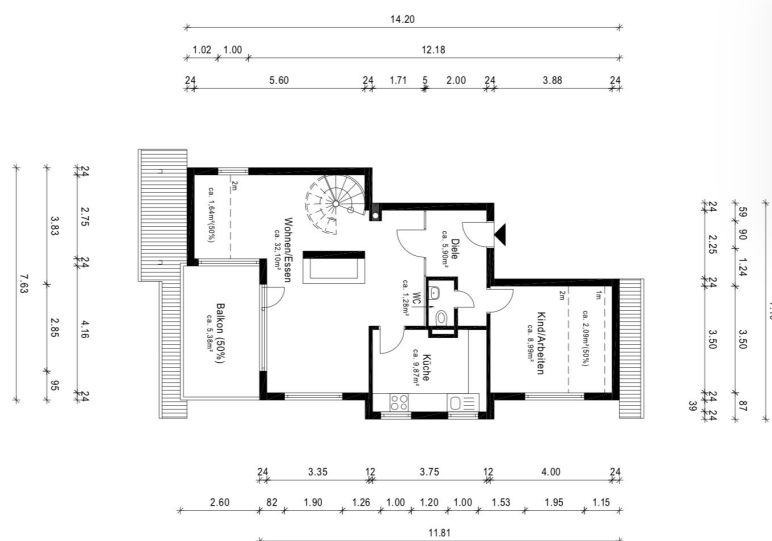 14.20
1.02 1.00 12.18
24 5.60 24 1.71 5 2.00 24 3.88 24
7.63
3.83 2.85 95
24 2.75 24 4.16 24
2m
ca. 1,64m²(50%)
Wohnen/Essen
ca. 32,10m²
Balkon (50%)
ca. 5,38m²
Diele
ca. 5,90m²
WC
ca. 1,28m²
Küche
ca. 9,87m²
Kind/Arbeiten
ca. 8,99m²
2m
1m
ca. 2,09m²(50%)
24 2.25 24 3.50 24 39 24
59 90 1.24 3.50 87
24 3.35 12 3.75 12 4.00 24
2.60 82 1.90 1.26 1.00 1.20 1.00 1.53 1.95 1.15
11.81